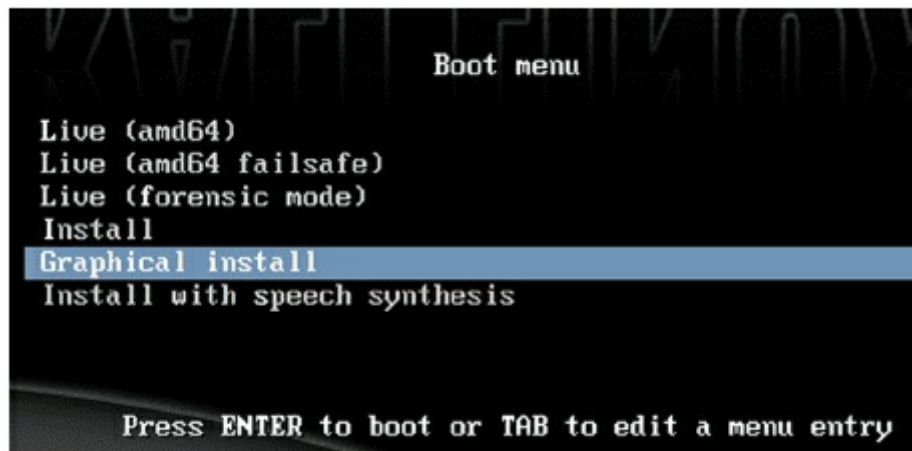 Boot menu
Live (amd64)
Live (amd64 failsafe)
Live (forensic mode)
Install
Graphical install
Install with speech synthesis
Press ENTER to boot or TAB to edit a menu entry